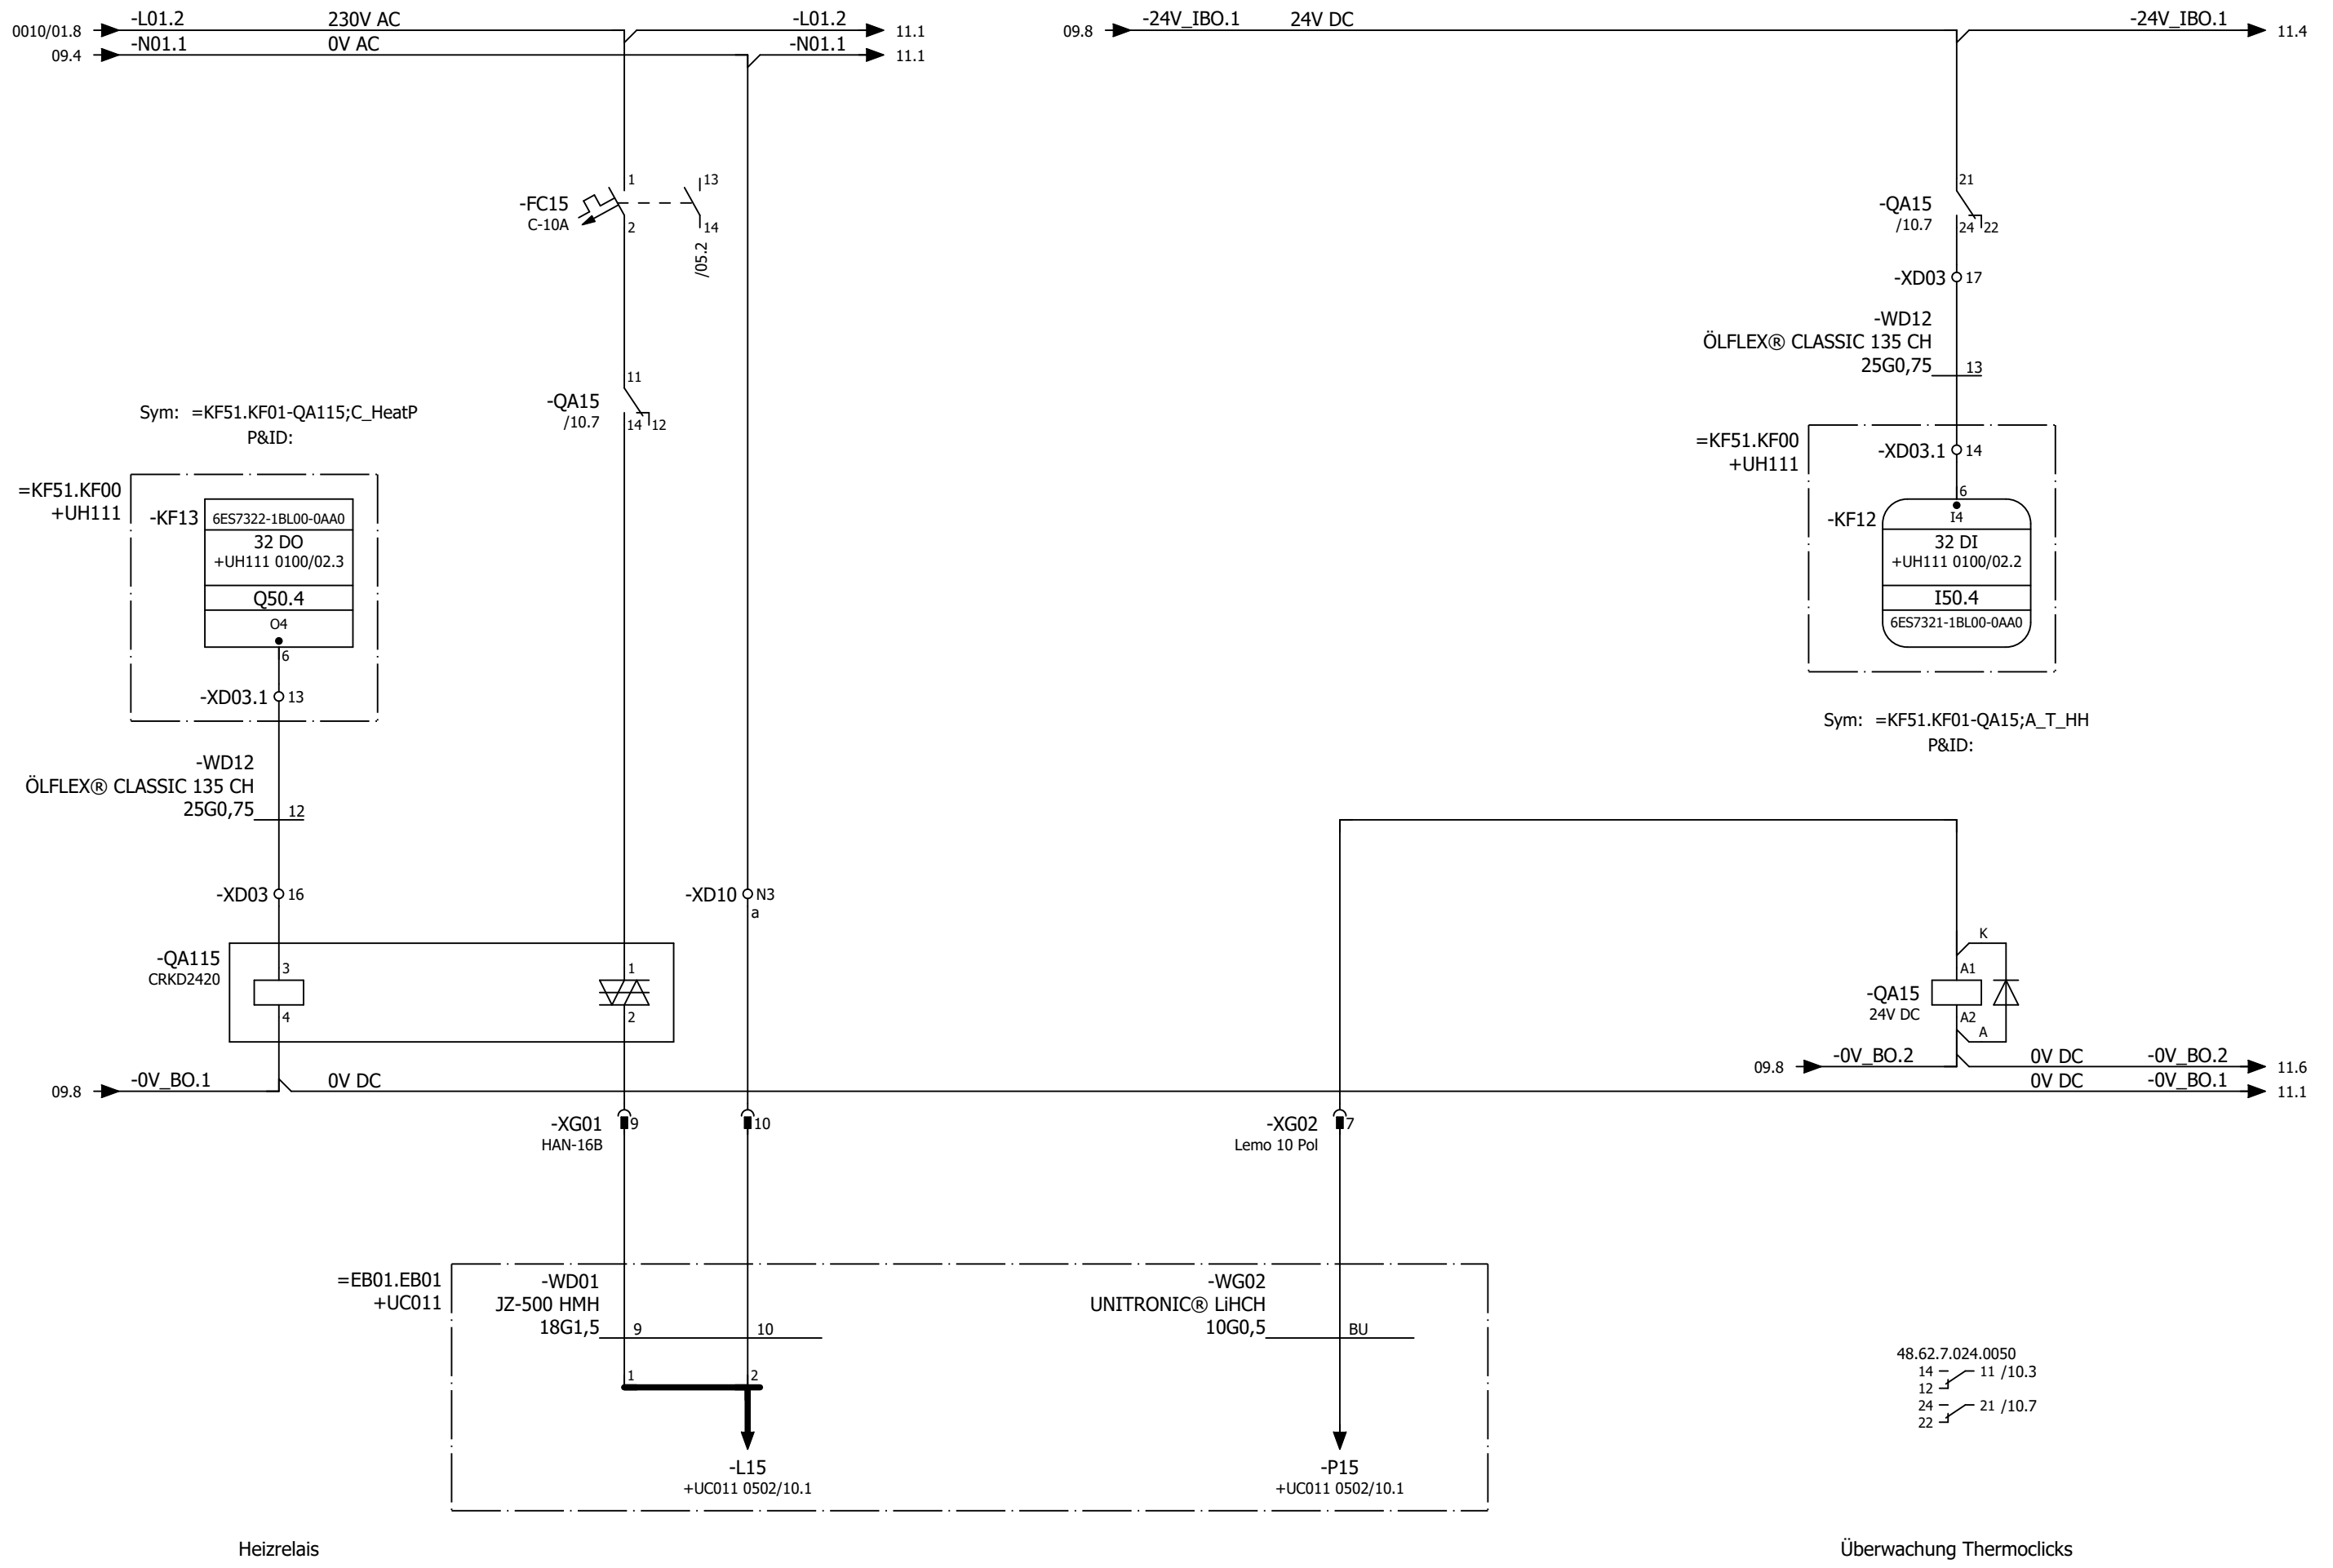 -L01.2 230V AC -L01.2
0010/01.8 11.1
-N01.1 0V AC -N01.1
09.4 11.1
-24V_IBO.1 24V DC -24V_IBO.1
09.8 11.4
1 13
-FC15
C-10A
2 14
/05.2
21
-QA15
/10.7
24 22
-XD03 17
-WD12
ÖLFLEX® CLASSIC 135 CH
25G0,75 13
11
-QA15
/10.7
14 12
Sym: =KF51.KF01-QA115;C_HeatP
P&ID:
=KF51.KF00
+UH111
-KF13 6ES7322-1BL00-0AA0
32 DO
+UH111 0100/02.3
Q50.4
O4
6
-XD03.1 13
-WD12
ÖLFLEX® CLASSIC 135 CH
25G0,75 12
-XD03 16
=KF51.KF00
+UH111
-XD03.1 14
6
-KF12 I4
32 DI
+UH111 0100/02.2
I50.4
6ES7321-1BL00-0AA0
Sym: =KF51.KF01-QA15;A_T_HH
P&ID:
-XD10 N3
a
-QA115
CRKD2420
3 1
4 2
K
A1
-QA15
24V DC
A2
A
-0V_BO.2 0V DC -0V_BO.2
09.8 11.6
-0V_BO.1 0V DC 0V DC -0V_BO.1
09.8 11.1
-XG01 9 10
HAN-16B
-XG02 7
Lemo 10 Pol
=EB01.EB01
+UC011
-WD01
JZ-500 HMH
18G1,5 9 10
1 2
-WG02
UNITRONIC® LiHCH
10G0,5 BU
-L15
+UC011 0502/10.1
-P15
+UC011 0502/10.1
48.62.7.024.0050
14 11 /10.3
12
24 21 /10.7
22
Heizrelais
Überwachung Thermoclicks